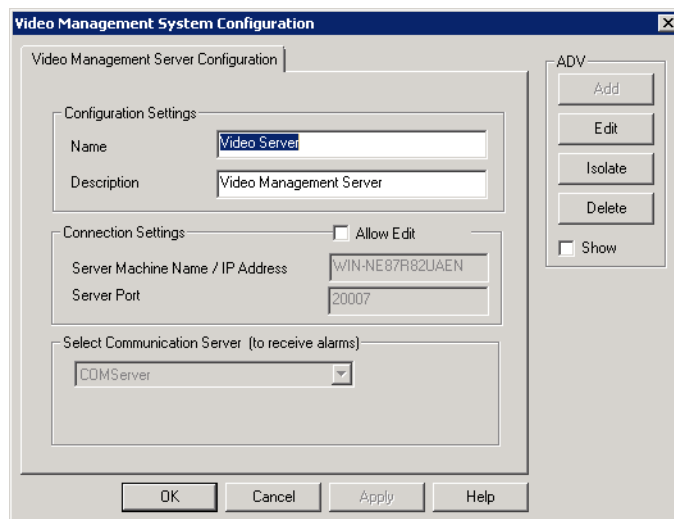 Video Management System Configuration
Video Management Server Configuration
Configuration Settings
Name
Video Server
Description
Video Management Server
Connection Settings
Allow Edit
Server Machine Name / IP Address
WIN-NE87R82UAEN
Server Port
20007
Select Communication Server (to receive alarms)
COMServer
ADV
Add
Edit
Isolate
Delete
Show
OK
Cancel
Apply
Help